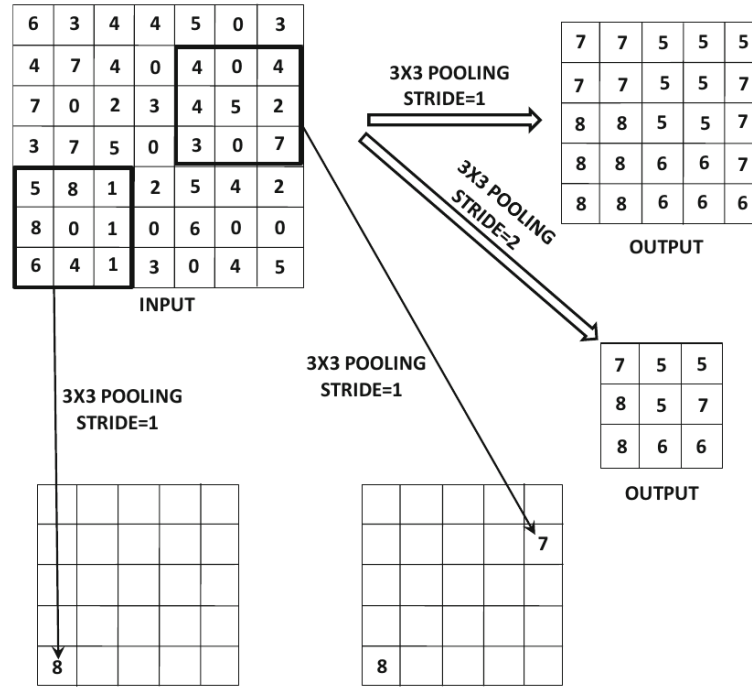 6 3 4 4 5 0 3
4 7 4 0 4 0 4
7 0 2 3 4 5 2
3 7 5 0 3 0 7
5 8 1 2 5 4 2
8 0 1 0 6 0 0
6 4 1 3 0 4 5
INPUT
3X3 POOLING
STRIDE=1
7 7 5 5 5
7 7 5 5 7
8 8 5 5 7
8 8 6 6 7
8 8 6 6 6
OUTPUT
3X3 POOLING
STRIDE=2
7 5 5
8 5 7
8 6 6
OUTPUT
3X3 POOLING
STRIDE=1
8
3X3 POOLING
STRIDE=1
7
8